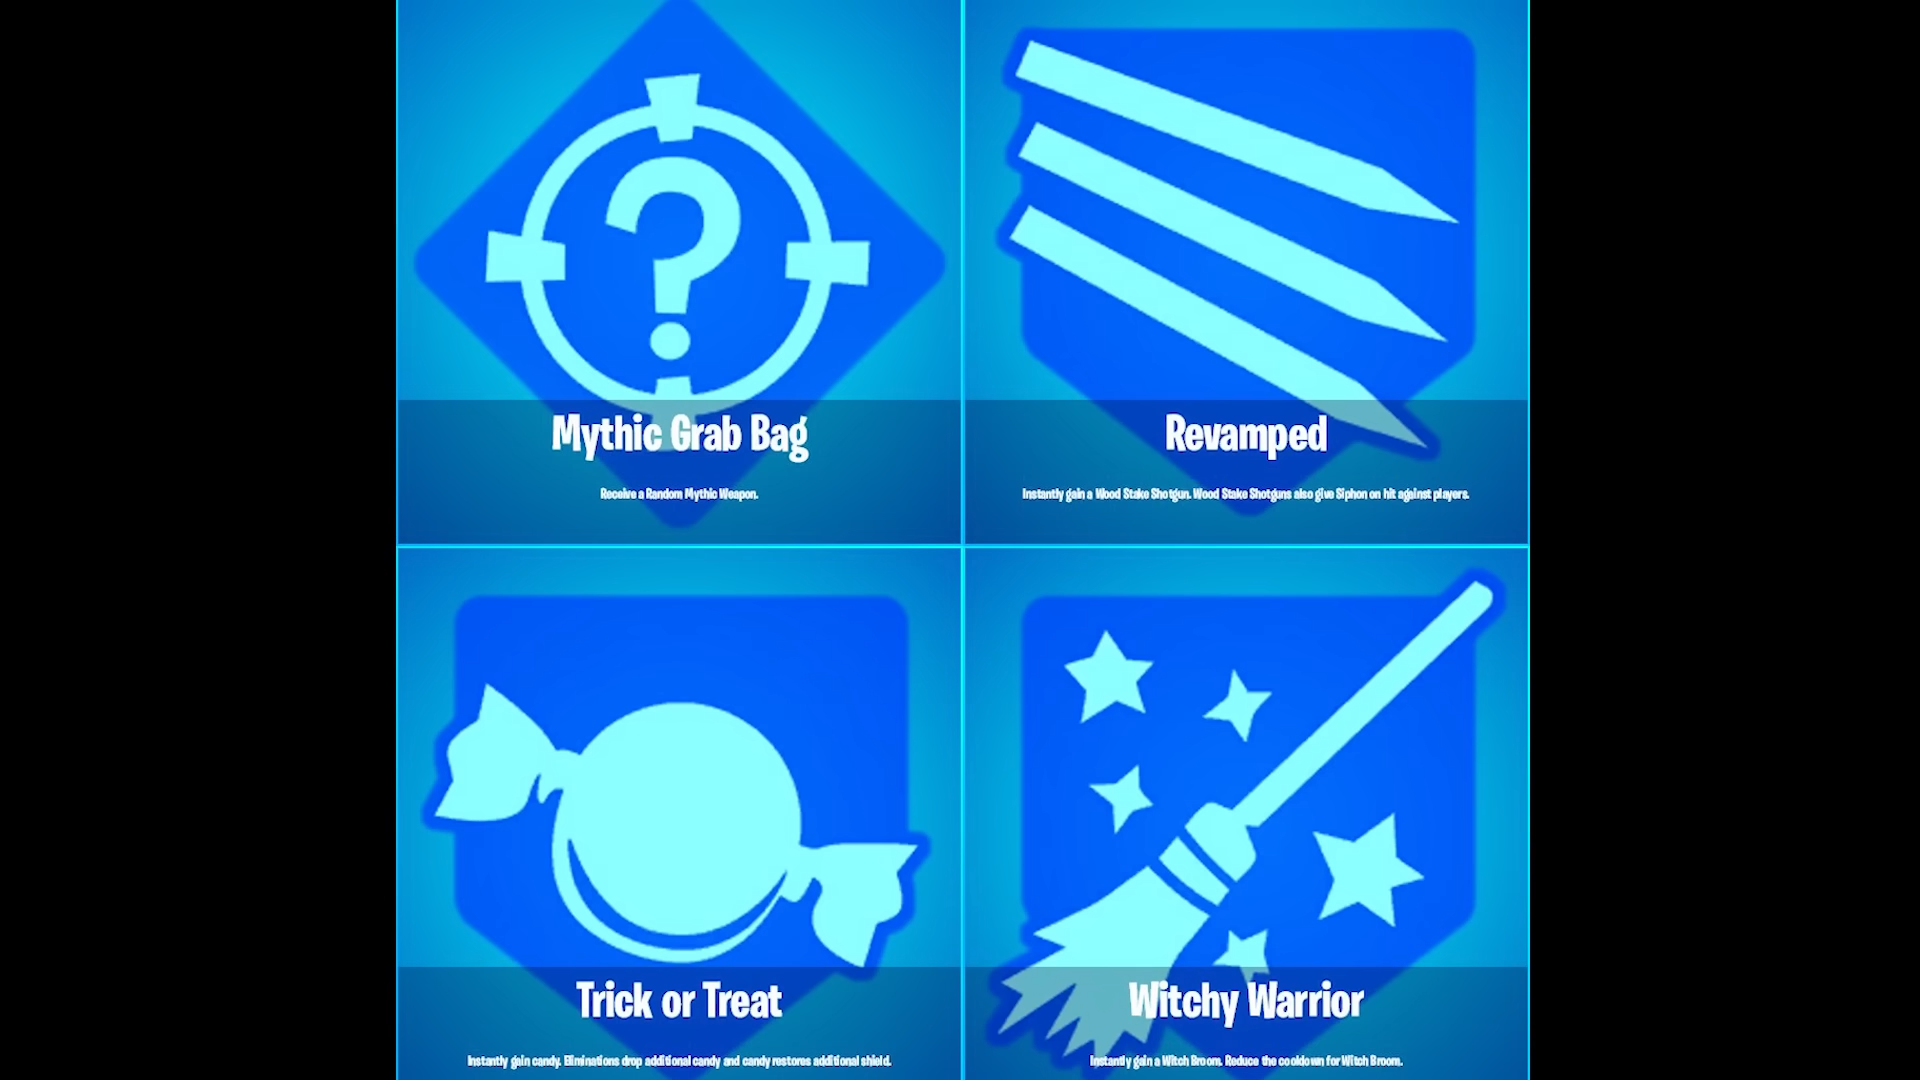 Mythic Grab Bag
Receive a Random Mythic Weapon.
Revamped
Instantly gain a Wood Stake Shotgun. Wood Stake Shotguns also give Siphon on hit against players.
Trick or Treat
Instantly gain candy. Eliminations drop additional candy and candy restores additional shield.
Witchy Warrior
Instantly gain a Witch Broom. Reduce the cooldown for Witch Broom.